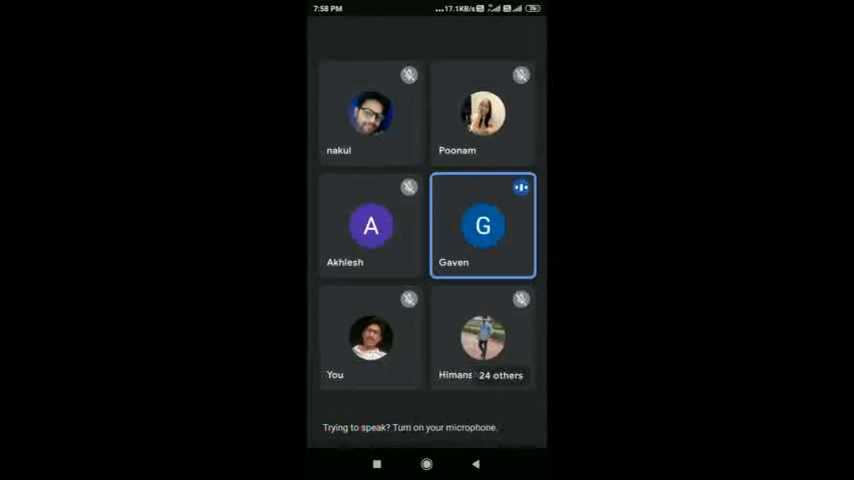 7:58 PM
...17.1KB/s
nakul
Poonam
A
G
Akhlesh
Gaven
You
Himans
24 others
Trying to speak? Turn on your microphone.